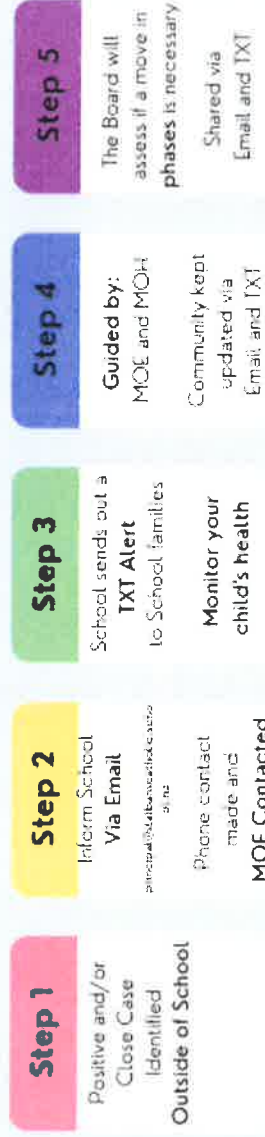 Step 1
Positive and/or
Close Case
Identified
Outside of School
Step 2
Inform School
Via Email
Phone contact
made and
MOE Contacted
Step 3
School sends out a
TXT Alert
to School families
Monitor your
child's health
Step 4
Guided by:
MOE and MOH
Community kept
updated via
Email and TXT
Step 5
The Board will
assess if a move in
phases is necessary
Shared via
Email and TXT